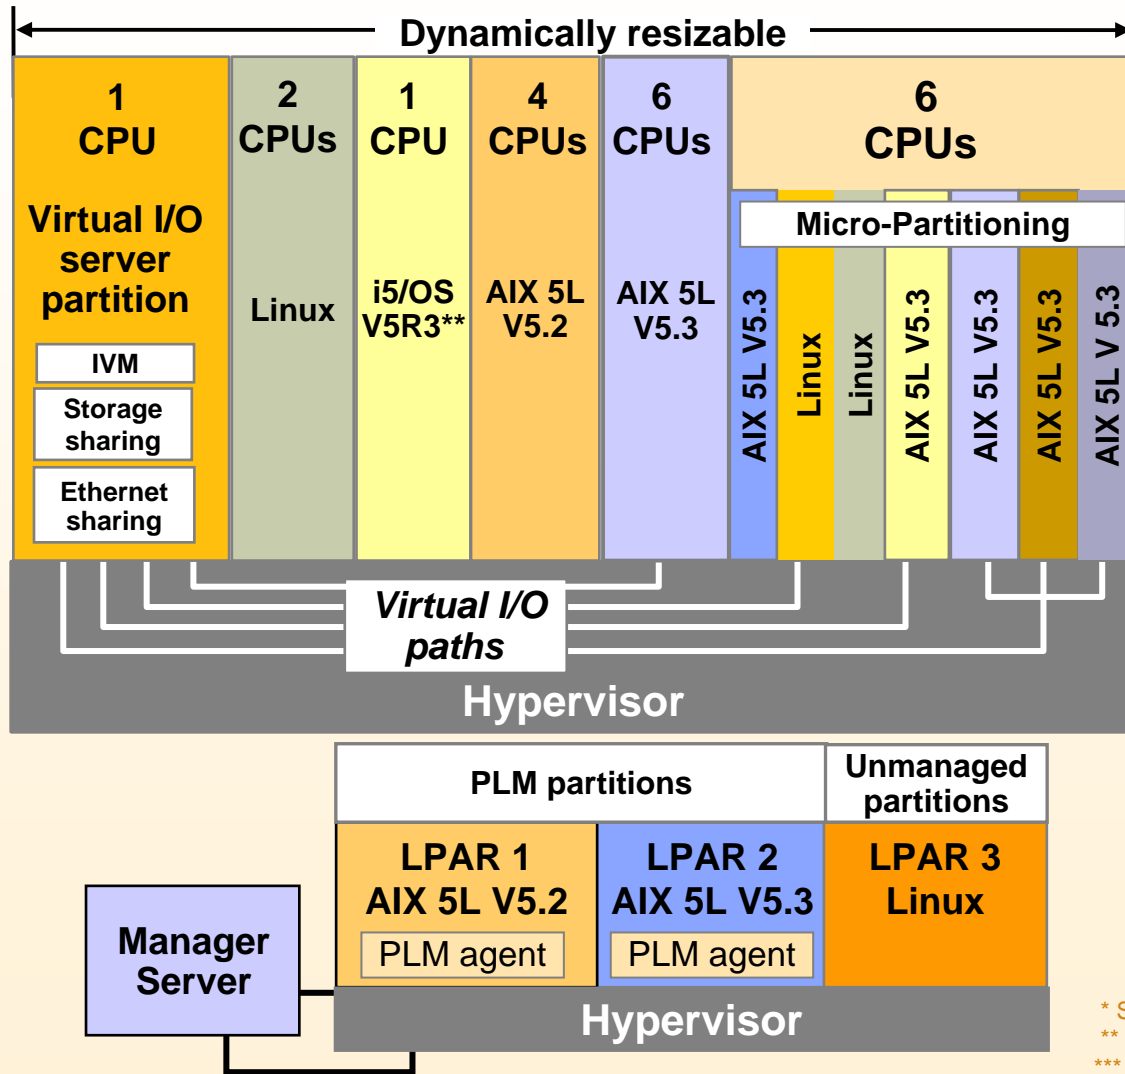 Dynamically resizable
1
CPU
2
CPUs
1
CPU
4
CPUs
6
CPUs
6
CPUs
Virtual I/O
server
partition
IVM
Storage
sharing
Ethernet
sharing
Linux
i5/OS
V5R3**
AIX 5L
V5.2
AIX 5L
V5.3
Micro-Partitioning
AIX 5L V5.3
Linux
Linux
AIX 5L V5.3
AIX 5L V5.3
AIX 5L V5.3
AIX 5L V 5.3
Virtual I/O
paths
Hypervisor
PLM partitions
Unmanaged
partitions
LPAR 1
AIX 5L V5.2
PLM agent
LPAR 2
AIX 5L V5.3
PLM agent
LPAR 3
Linux
Manager
Server
Hypervisor
* S
**
***